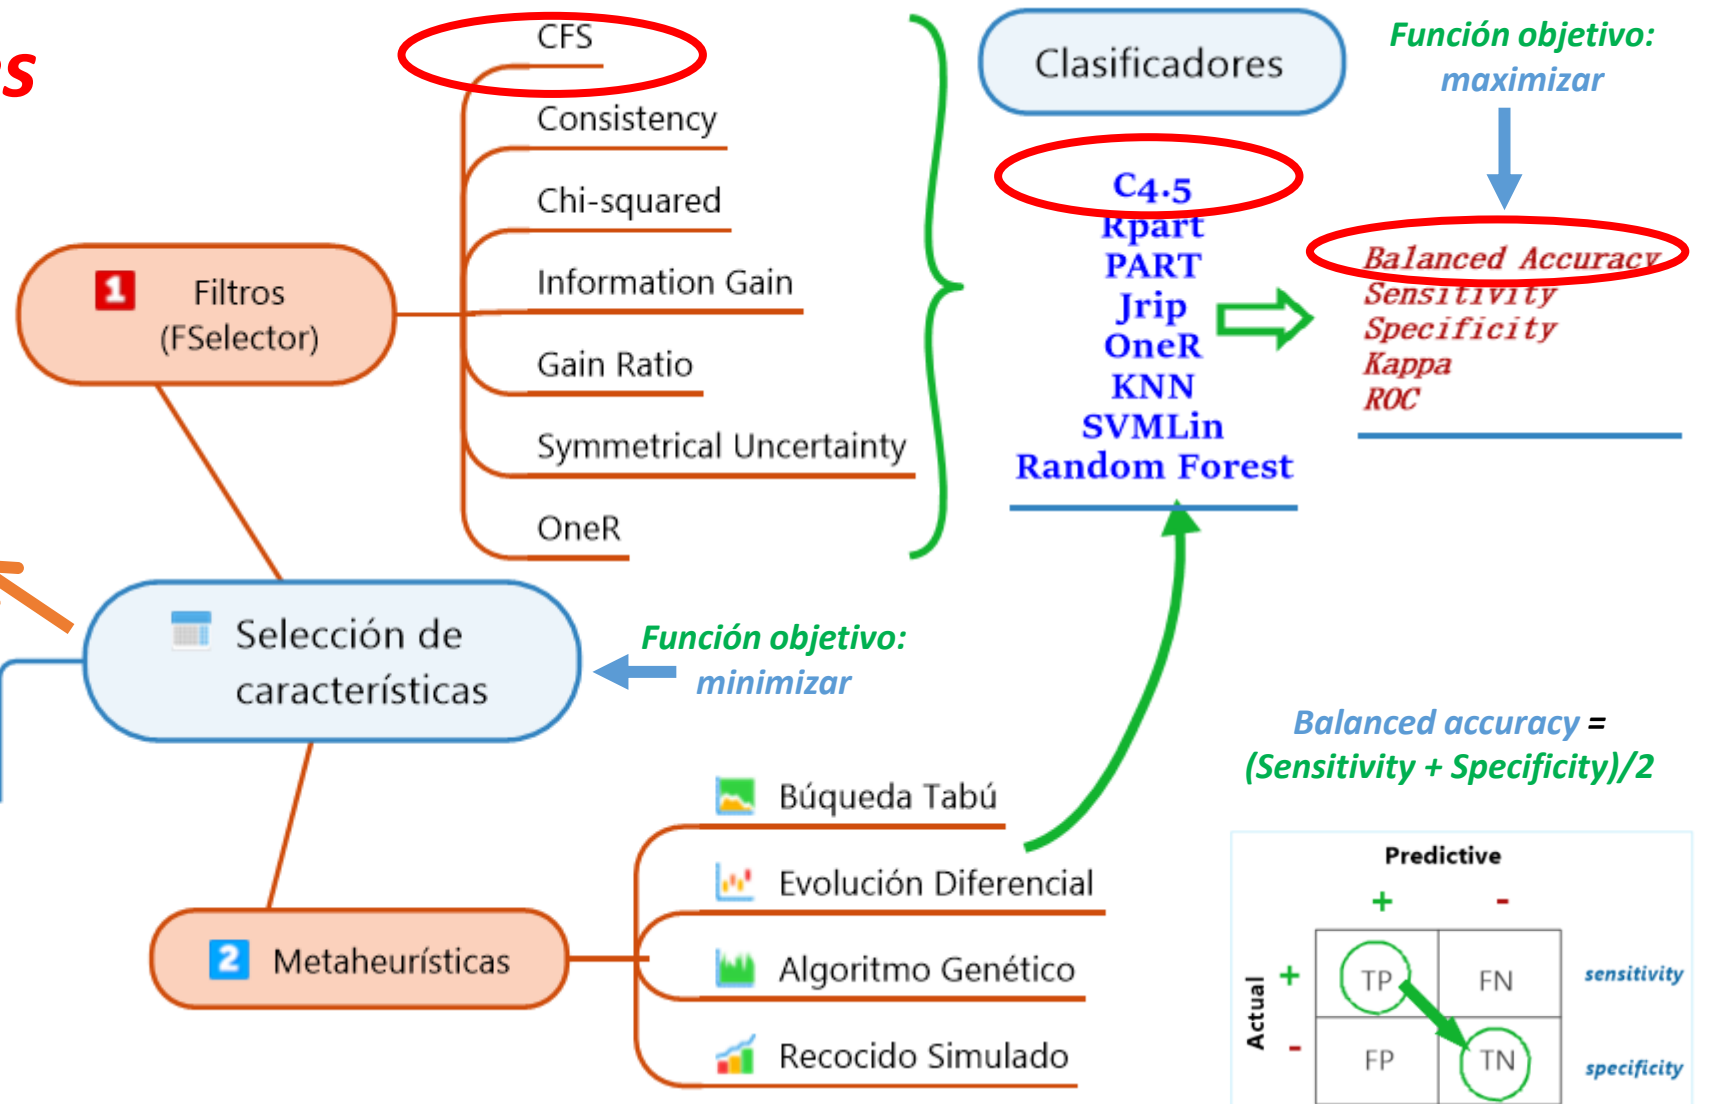 es
CFS
Consistency
Chi-squared
Information Gain
Gain Ratio
Symmetrical Uncertainty
OneR
1 Filtros
(FSelector)
Clasificadores
C4.5
Rpart
PART
Jrip
OneR
KNN
SVMLin
Random Forest
Función objetivo:
maximizar
Balanced Accuracy
Sensitivity
Specificity
Kappa
ROC
Selección de
características
Función objetivo:
minimizar
2 Metaheurísticas
Búqueda Tabú
Evolución Diferencial
Algoritmo Genético
Recocido Simulado
Balanced accuracy =
(Sensitivity + Specificity)/2
Predictive
+ -
Actual
+ TP FN sensitivity
- FP TN specificity